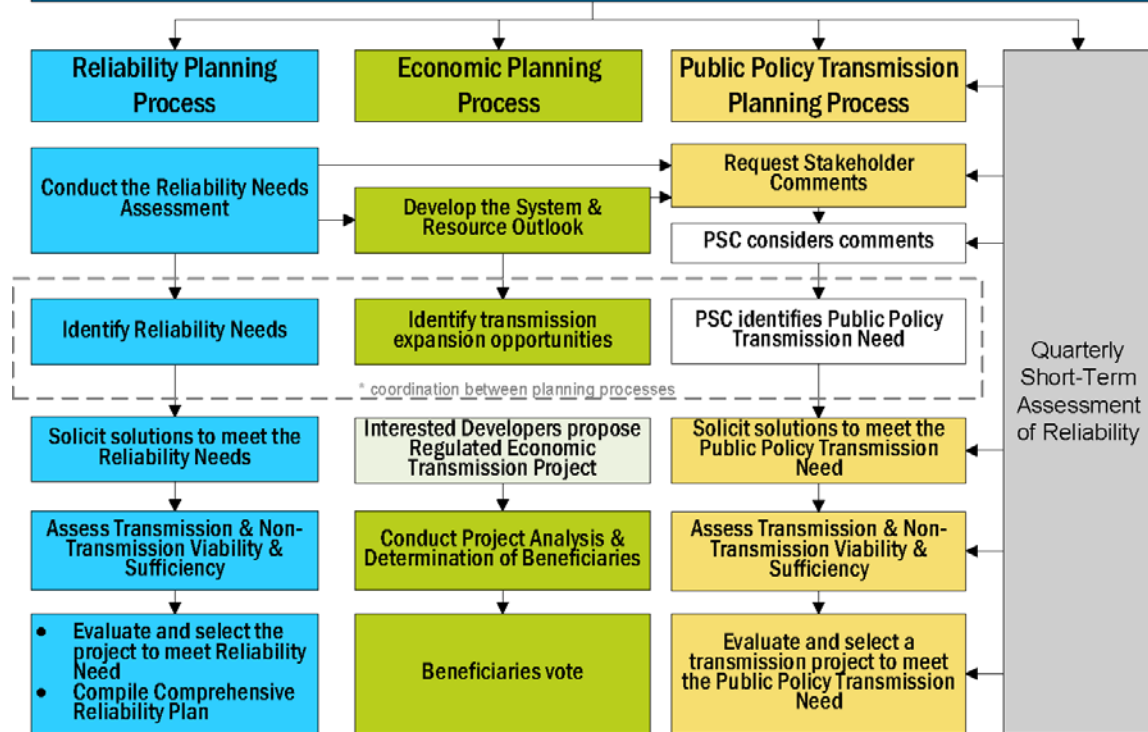 Reliability Planning
Process
Economic Planning
Process
Public Policy Transmission
Planning Process
Conduct the Reliability Needs
Assessment
Develop the System &
Resource Outlook
Request Stakeholder
Comments
PSC considers comments
Identify Reliability Needs
Identify transmission
expansion opportunities
PSC identifies Public Policy
Transmission Need
* coordination between planning processes
Solicit solutions to meet the
Reliability Needs
Interested Developers propose
Regulated Economic
Transmission Project
Solicit solutions to meet the
Public Policy Transmission
Need
Assess Transmission & Non-
Transmission Viability &
Sufficiency
Conduct Project Analysis &
Determination of Beneficiaries
Assess Transmission & Non-
Transmission Viability &
Sufficiency
● Evaluate and select the
project to meet Reliability
Need
● Compile Comprehensive
Reliability Plan
Beneficiaries vote
Evaluate and select a
transmission project to meet
the Public Policy Transmission
Need
Quarterly
Short-Term
Assessment
of Reliability